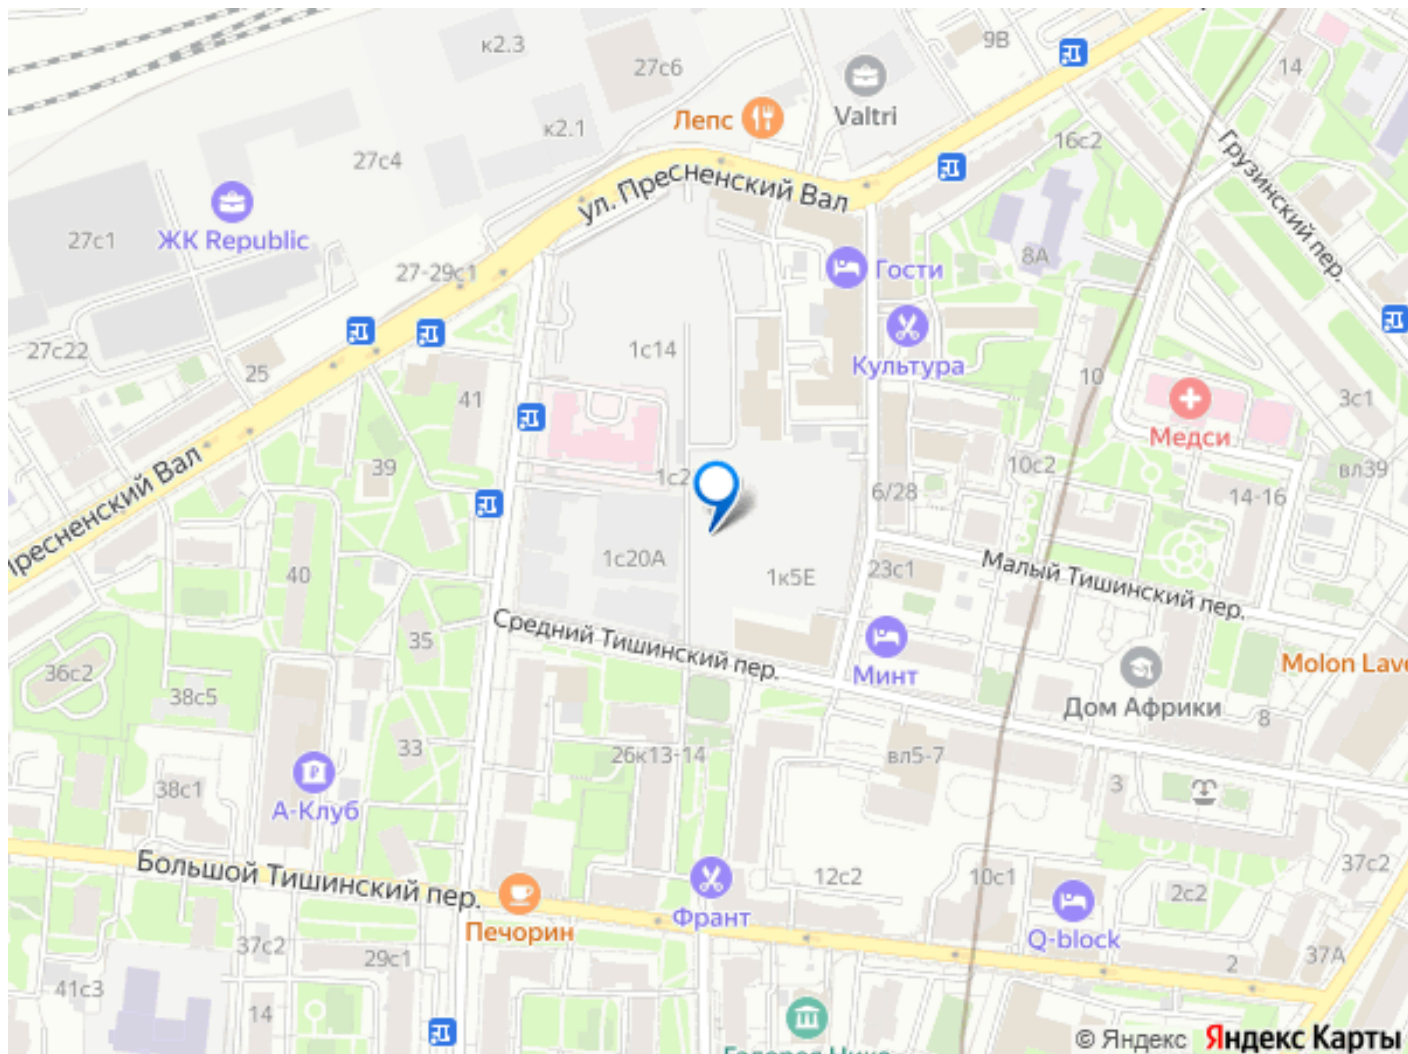 к2.3
9В
27с6
14
Valtri
Лепс
к2.1
16с2
27с4
Грузинский пер.
ул. Пресненский Вал
27с1
ЖК Republic
8А
27-29с1
Гости
27с22
1с14
Культура
25
10
41
3с1
Медси
39
10с2
вл39
1с2
6/28
14-16
Пресненский Вал
1с20А
1к5Е
23с1
Малый Тишинский пер.
40
Средний Тишинский пер.
35
36с2
Минт
Molon Lave
38с5
Дом Африки
8
33
26к13-14
вл5-7
38с1
3
А-Клуб
Большой Тишинский пер.
12с2
10с1
37с2
2с2
Франт
Печорин
Q-block
37с2
29с1
2
37А
41с3
14
© Яндекс Яндекс Карты